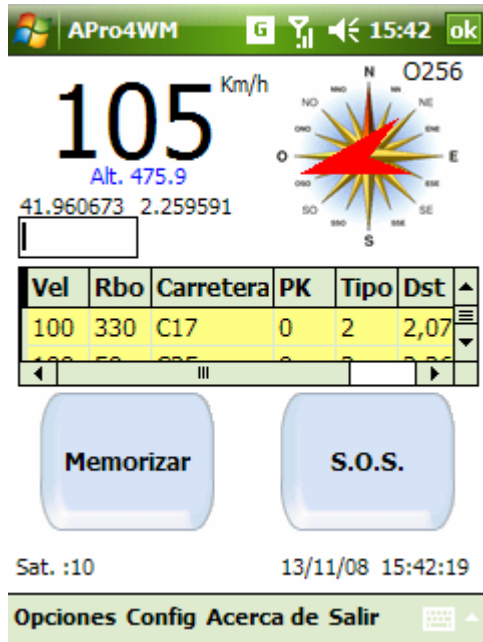 APro4WM G 15:42 ok
105 Km/h
O256
Alt. 475.9
41.960673 2.259591
N
NO NE
O E
SO SE
S
Vel Rbo Carretera PK Tipo Dst
100 330 C17 0 2 2,07
Memorizar S.O.S.
Sat. :10 13/11/08 15:42:19
Opciones Config Acerca de Salir